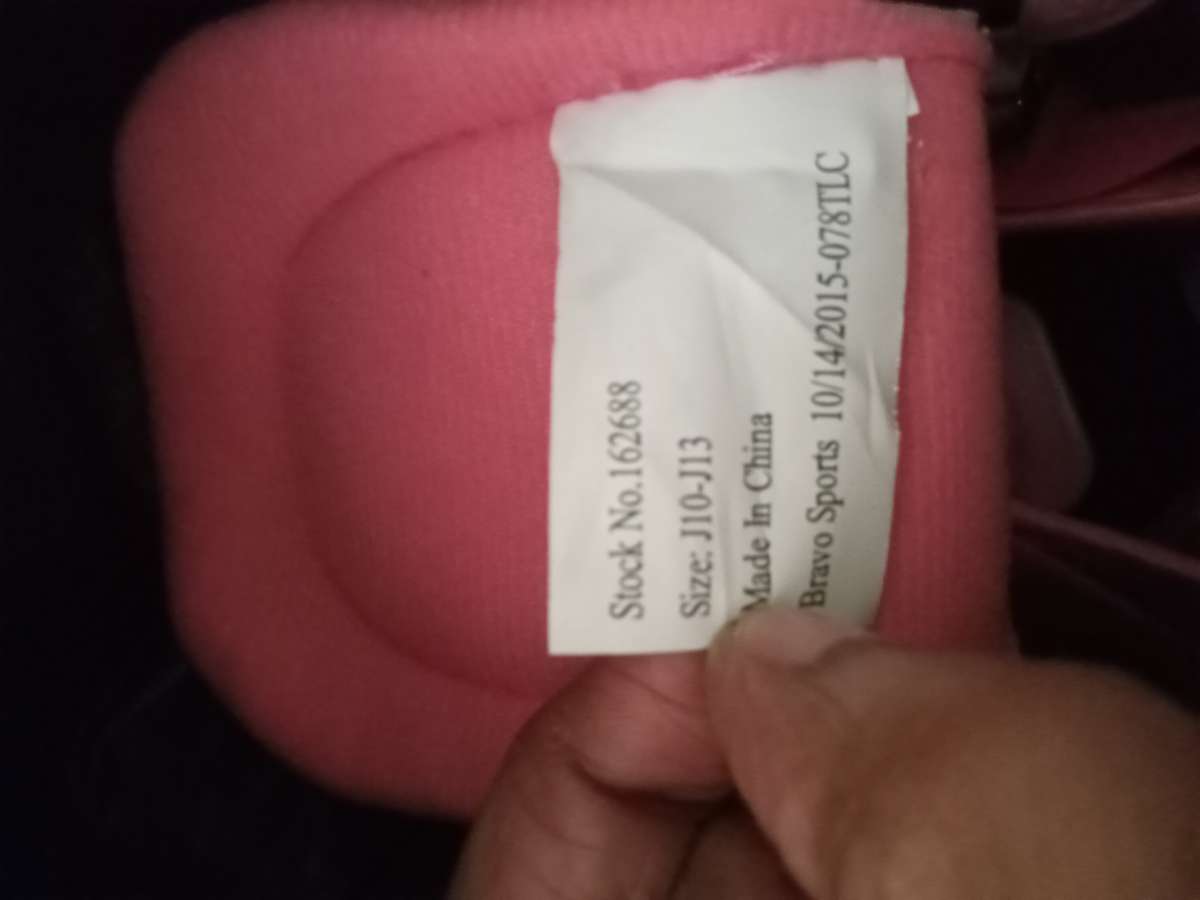 Stock No.162688
Size: J10-J13
Made In China
Bravo Sports 10/14/2015-078TLC